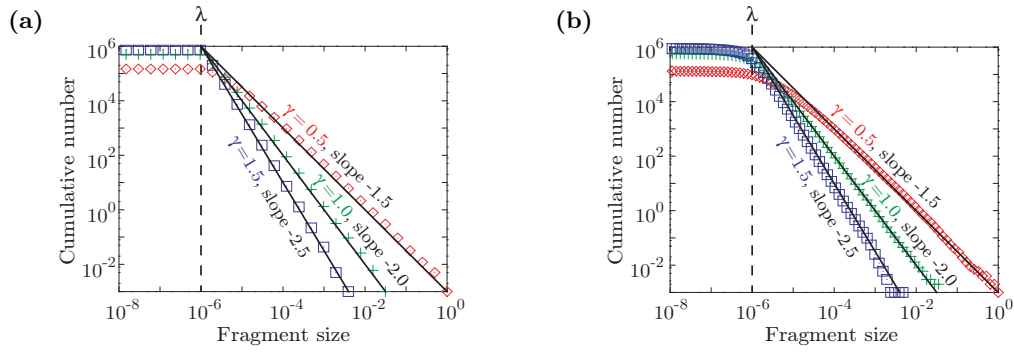 (a)
λ
Cumulative number
10^6
10^4
10^2
10^0
10^-2
γ = 0.5, slope -1.5
γ=1.0, slope -2.0
γ=1.5, slope -2.5
10^-8
10^-6
10^-4
10^-2
10^0
Fragment size
(b)
λ
Cumulative number
10^6
10^4
10^2
10^0
10^-2
γ = 0.5, slope -1.5
γ=1.0, slope -2.0
γ=1.5, slope -2.5
10^-8
10^-6
10^-4
10^-2
10^0
Fragment size